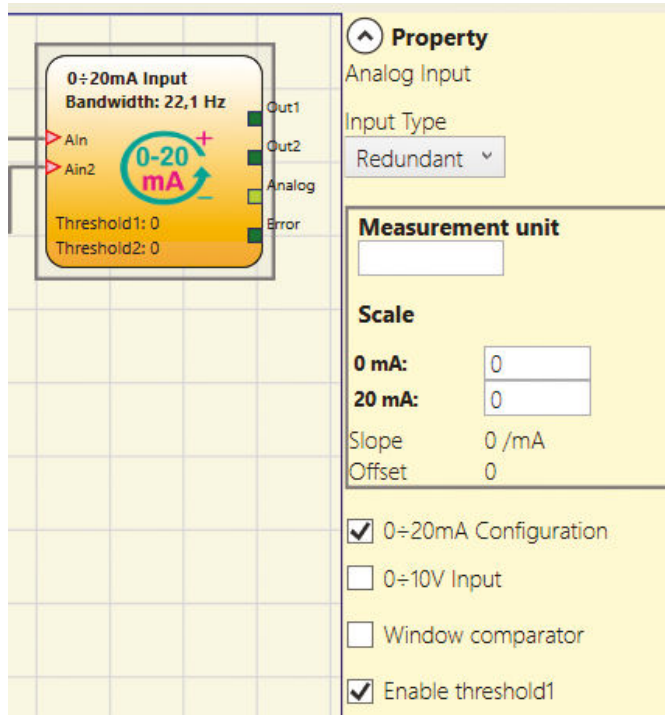 0÷20mA Input
Bandwidth: 22,1 Hz
AIn
Ain2
0-20
mA
+
−
Out1
Out2
Analog
Error
Threshold1: 0
Threshold2: 0
Property
Analog Input
Input Type
Redundant
Measurement unit
Scale
0 mA: 0
20 mA: 0
Slope 0 /mA
Offset 0
0÷20mA Configuration
0÷10V Input
Window comparator
Enable threshold1